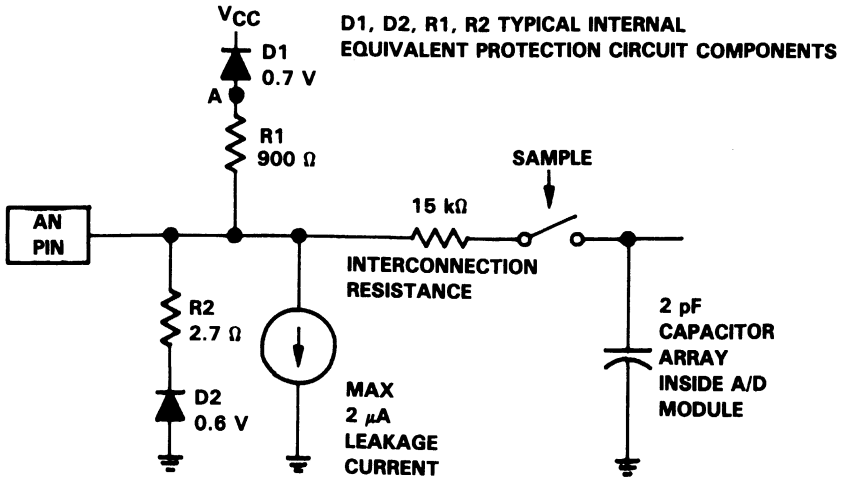 VCC
D1, D2, R1, R2 TYPICAL INTERNAL
EQUIVALENT PROTECTION CIRCUIT COMPONENTS
D1
0.7 V
A
R1
900 Ω
SAMPLE
15 kΩ
AN
PIN
INTERCONNECTION
RESISTANCE
R2
2.7 Ω
2 pF
CAPACITOR
ARRAY
INSIDE A/D
MODULE
D2
0.6 V
MAX
2 μA
LEAKAGE
CURRENT